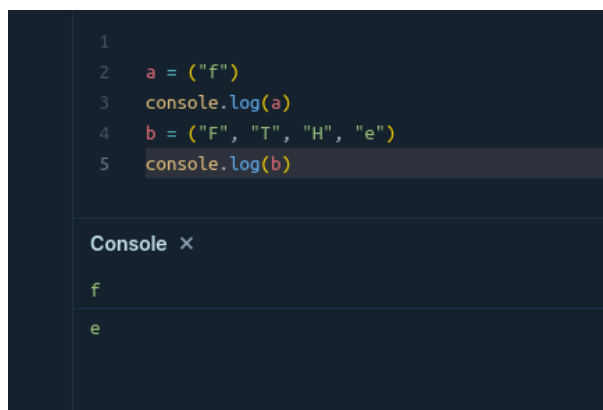 1
2 a = ("f")
3 console.log(a)
4 b = ("F", "T", "H", "e")
5 console.log(b)
Console ×
f
e